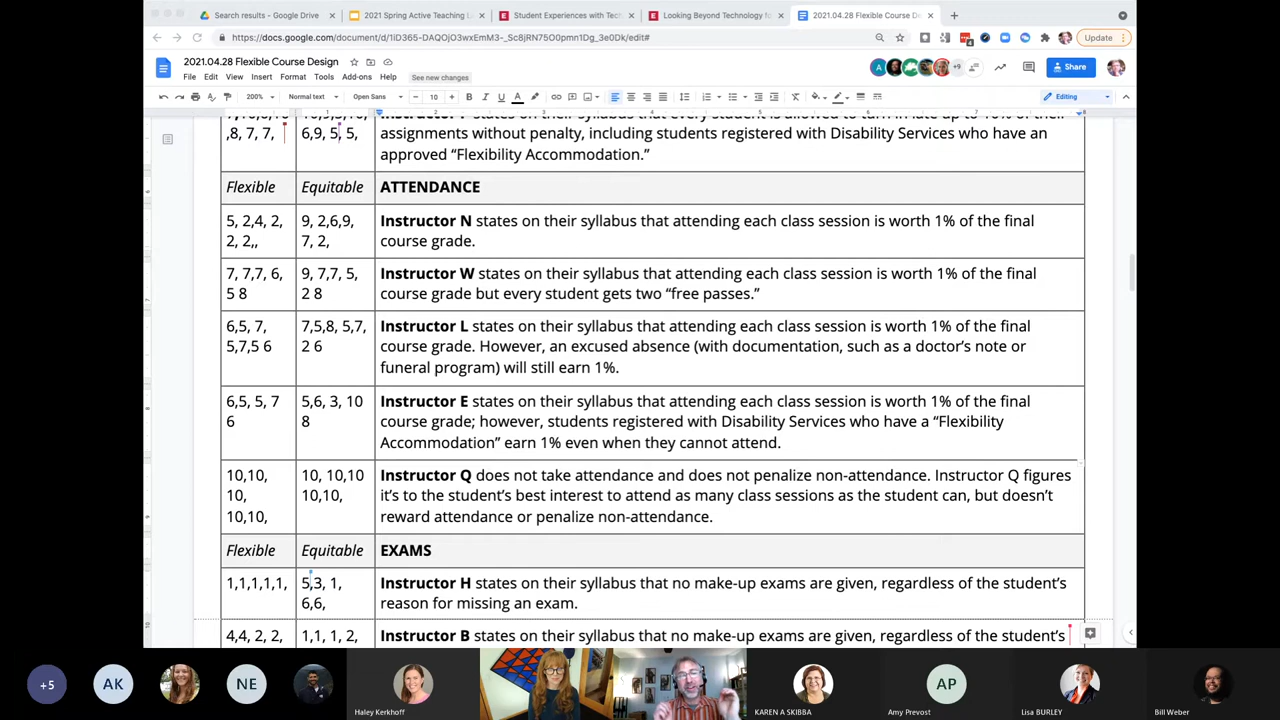 Search results - Google Drive
2021 Spring Active Teaching L
Student Experiences with Tec
Looking Beyond Technology fo
2021.04.28 Flexible Course De
https://docs.google.com/document/d/1iD365-DAQOjO3wxEmM3-_Sc8jRN75O0pmn1Dg_3e0Dk/edit#
4
Update
2021.04.28 Flexible Course Design
File Edit View Insert Format Tools Add-ons Help See new changes
A +9 Share
200% Normal text Open Sans 10 Editing
,8, 7, 7,
6,9, 5, 5,
assignments without penalty, including students registered with Disability Services who have an
approved “Flexibility Accommodation.”
Flexible Equitable ATTENDANCE
5, 2,4, 2,
2, 2,,
9, 2,6,9,
7, 2,
Instructor N states on their syllabus that attending each class session is worth 1% of the final
course grade.
7, 7,7, 6,
5 8
9, 7,7, 5,
2 8
Instructor W states on their syllabus that attending each class session is worth 1% of the final
course grade but every student gets two “free passes.”
6,5, 7,
5,7,5 6
7,5,8, 5,7,
2 6
Instructor L states on their syllabus that attending each class session is worth 1% of the final
course grade. However, an excused absence (with documentation, such as a doctor’s note or
funeral program) will still earn 1%.
6,5, 5, 7
6
5,6, 3, 10
8
Instructor E states on their syllabus that attending each class session is worth 1% of the final
course grade; however, students registered with Disability Services who have a “Flexibility
Accommodation” earn 1% even when they cannot attend.
10,10,
10,
10,10,
10, 10,10
10,10,
Instructor Q does not take attendance and does not penalize non-attendance. Instructor Q figures
it’s to the student’s best interest to attend as many class sessions as the student can, but doesn’t
reward attendance or penalize non-attendance.
Flexible Equitable EXAMS
1,1,1,1,1,
5,3, 1,
6,6,
Instructor H states on their syllabus that no make-up exams are given, regardless of the student’s
reason for missing an exam.
4,4, 2, 2,
1,1, 1, 2,
Instructor B states on their syllabus that no make-up exams are given, regardless of the student’s
+5
AK
NE
AP
Haley Kerkhoff
KAREN A SKIBBA
Amy Prevost
Lisa BURLEY
Bill Weber